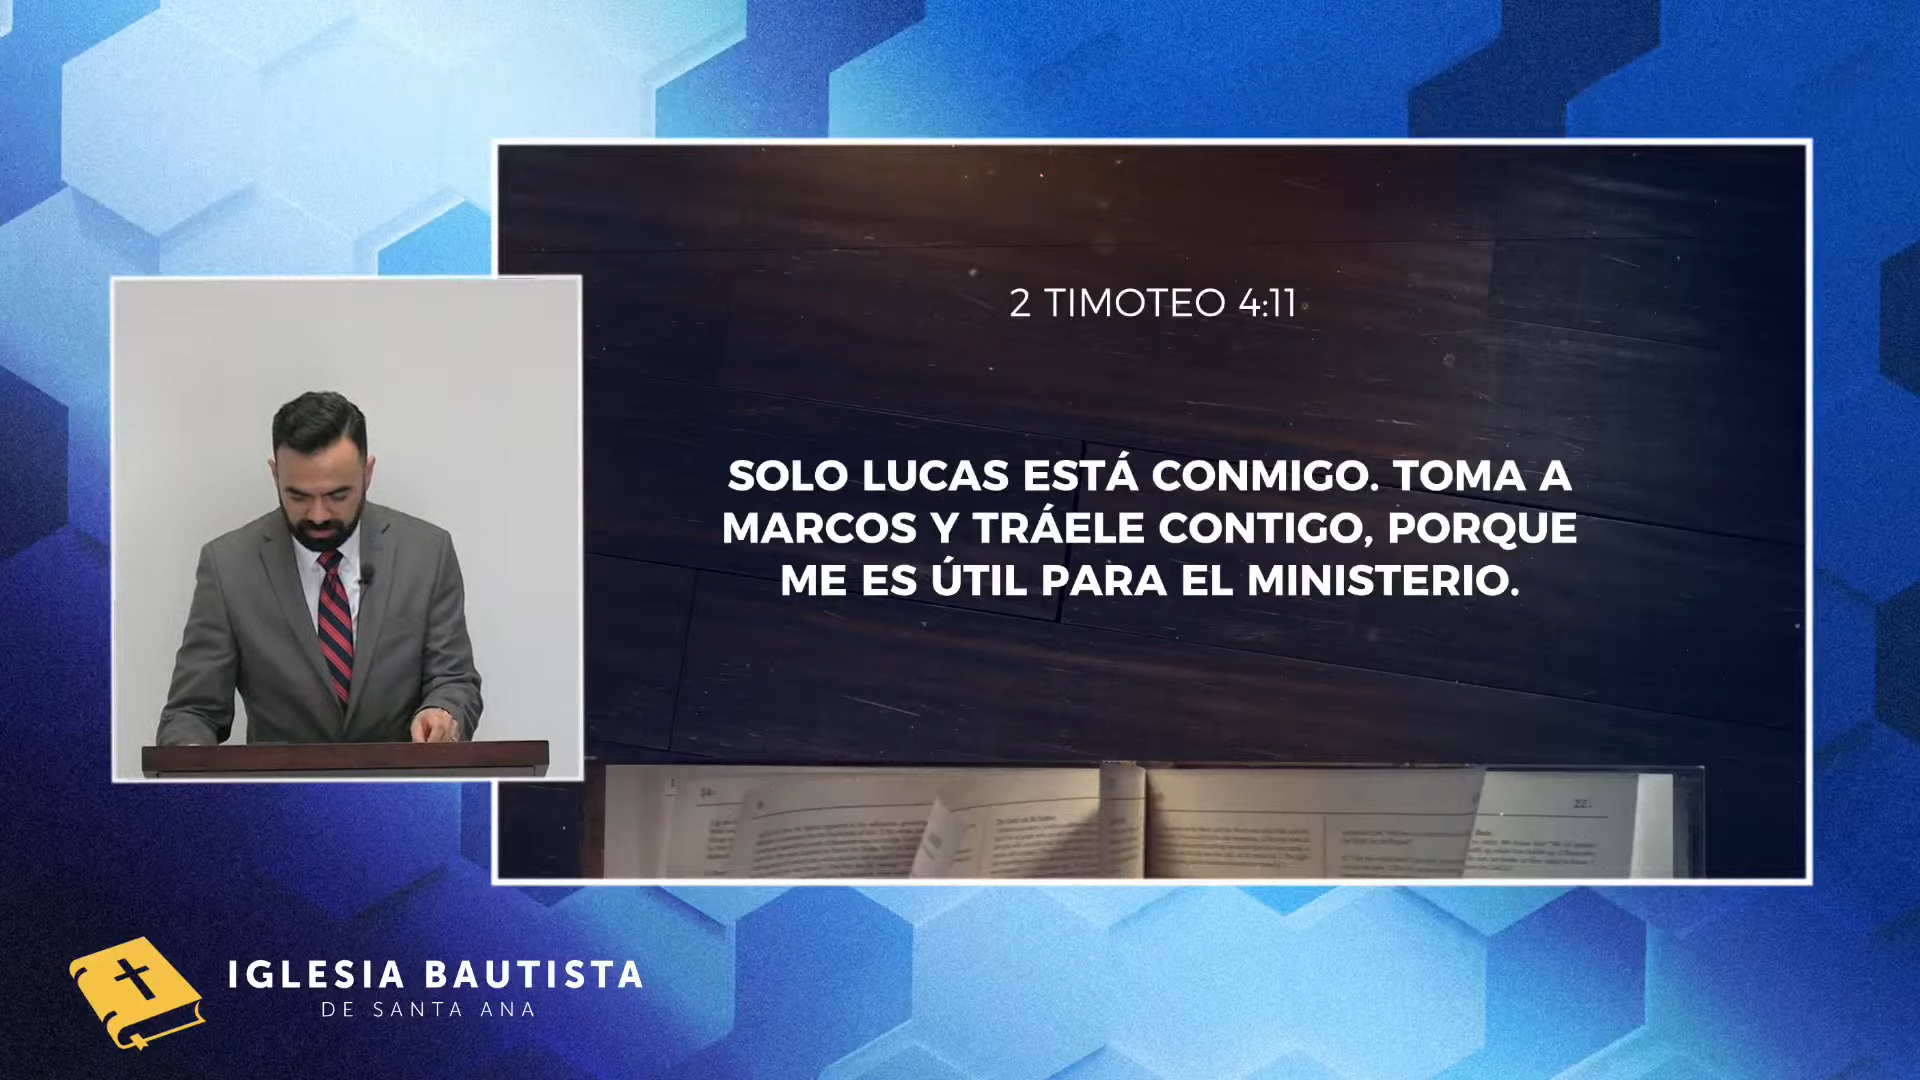 2 TIMOTEO 4:11
SOLO LUCAS ESTÁ CONMIGO. TOMA A
MARCOS Y TRÁELE CONTIGO, PORQUE
ME ES ÚTIL PARA EL MINISTERIO.
IGLESIA BAUTISTA
DE SANTA ANA